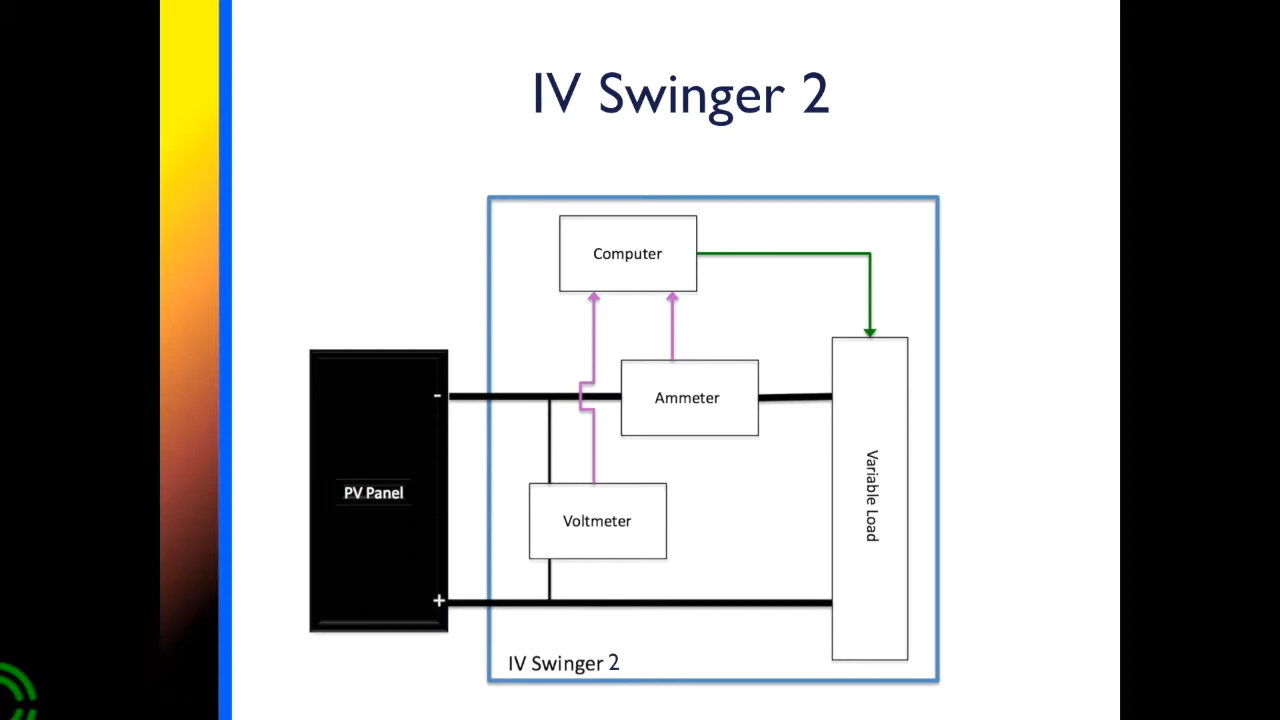 IV Swinger 2
Computer
-
Ammeter
PV Panel
Voltmeter
Variable Load
+
IV Swinger 2